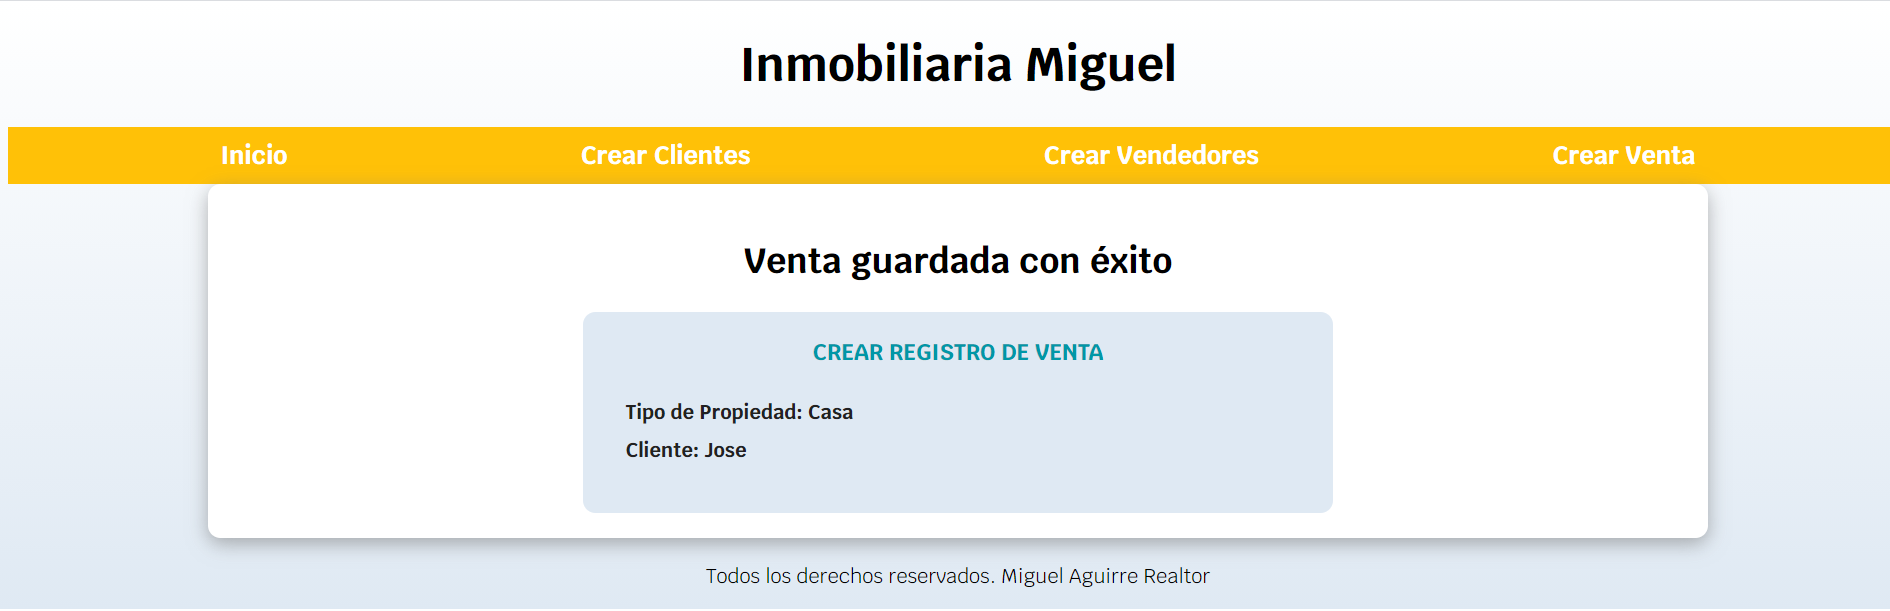 Inmobiliaria Miguel
Inicio Crear Clientes Crear Vendedores Crear Venta
Venta guardada con éxito
CREAR REGISTRO DE VENTA
Tipo de Propiedad: Casa
Cliente: Jose
Todos los derechos reservados. Miguel Aguirre Realtor